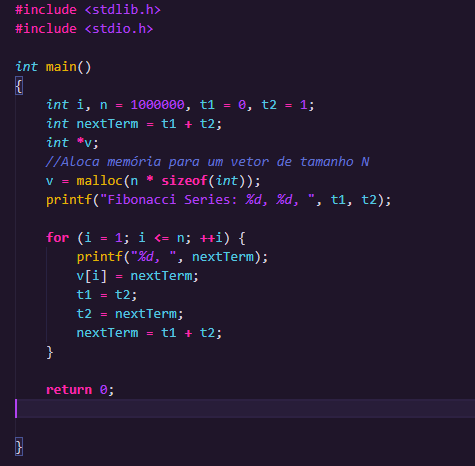 #include <stdlib.h>
#include <stdio.h>
int main()
{
int i, n = 1000000, t1 = 0, t2 = 1;
int nextTerm = t1 + t2;
int *v;
//Aloca memória para um vetor de tamanho N
v = malloc(n * sizeof(int));
printf("Fibonacci Series: %d, %d, ", t1, t2);
for (i = 1; i <= n; ++i) {
printf("%d, ", nextTerm);
v[i] = nextTerm;
t1 = t2;
t2 = nextTerm;
nextTerm = t1 + t2;
}
return 0;
}